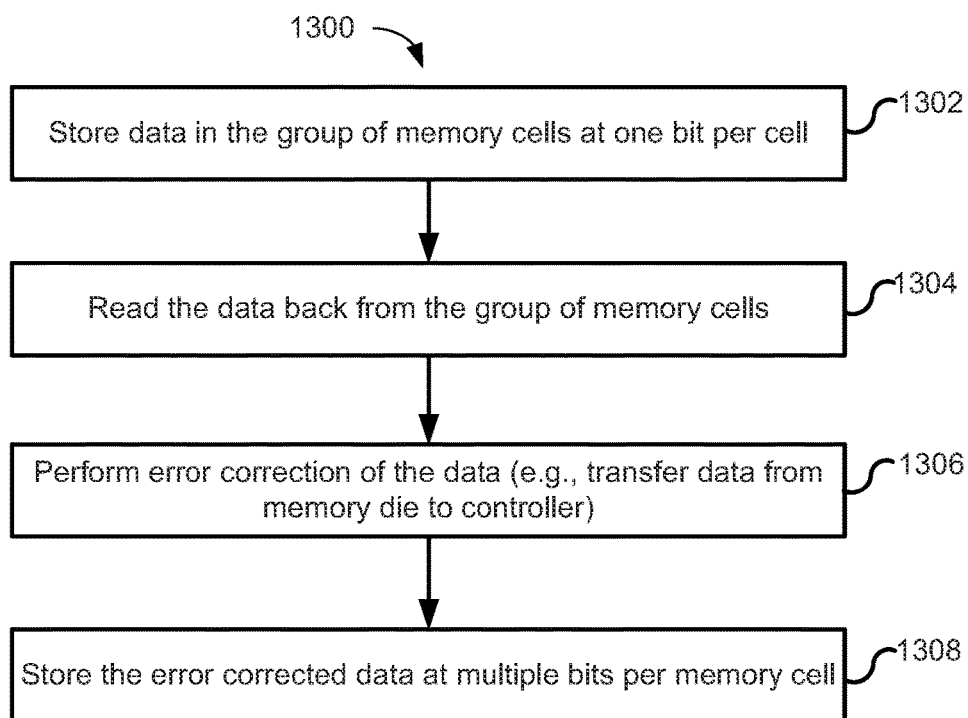 1300
Store data in the group of memory cells at one bit per cell
1302
Read the data back from the group of memory cells
1304
Perform error correction of the data (e.g., transfer data from
memory die to controller)
1306
Store the error corrected data at multiple bits per memory cell
1308